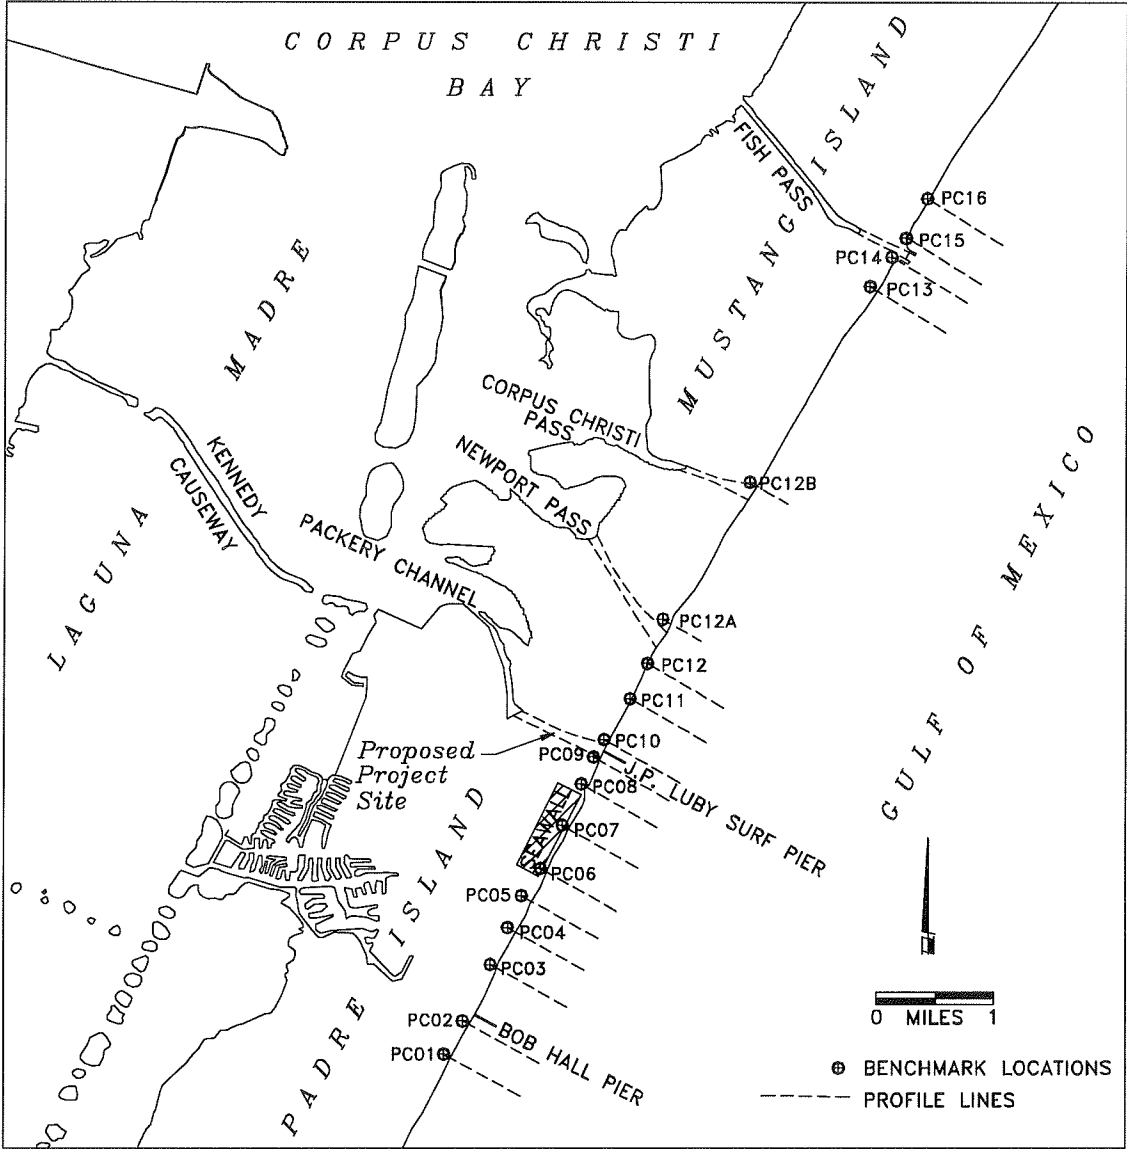 CORPUS CHRISTI
BAY
MUSTANG ISLAND
FISH PASS
PC16
PC15
PC14
PC13
LAGUNA MADRE
CORPUS CHRISTI
PASS
NEWPORT PASS
KENNEDY
CAUSEWAY
PACKERY CHANNEL
PC12B
GULF OF MEXICO
PC12A
PC12
PC11
PC10
Proposed
Project
Site
PC09
J.P. LUBY SURF PIER
PC08
SEAWALL
PC07
PC06
PC05
PC04
PC03
PADRE ISLAND
PC02
BOB HALL PIER
PC01
0 MILES 1
BENCHMARK LOCATIONS
PROFILE LINES